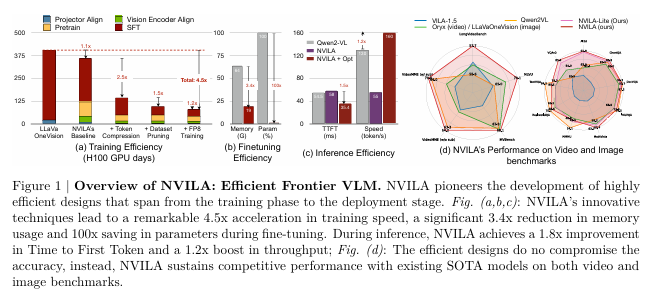 Projector Align
Vision Encoder Align
Pretrain
SFT
500
375
250
125
0
1.1x
2.5x
1.5x
1.2x
Total: 4.5x
LLaVa OneVision
NVILA's Baseline
+ Token Compression
+ Dataset Pruning
+ FP8 Training
(a) Training Efficiency
(H100 GPU days)
100
75
50
25
0
3.4x
100x
Memory (G)
Param (%)
(b) Finetuning
Efficiency
160
120
80
40
0
Qwen2-VL
NVILA
NVILA + Opt
1.2x
TTFT (ms)
Speed (token/s)
(c) Inference Efficiency
VILA-1.5
Qwen2VL
NVILA-Lite (Ours)
Oryx (video) / LLaVaOneVision (image)
NVILA (ours)
(d) NVILA's Performance on Video and Image
benchmarks
Figure 1 | Overview of NVILA: Efficient Frontier VLM. NVILA pioneers the development of highly
efficient designs that span from the training phase to the deployment stage. Fig. (a,b,c): NVILA's innovative
techniques lead to a remarkable 4.5x acceleration in training speed, a significant 3.4x reduction in memory
usage and 100x saving in parameters during fine-tuning. During inference, NVILA achieves a 1.8x improvement
in Time to First Token and a 1.2x boost in throughput; Fig. (d): The efficient designs do no compromise the
accuracy, instead, NVILA sustains competitive performance with existing SOTA models on both video and
image benchmarks.